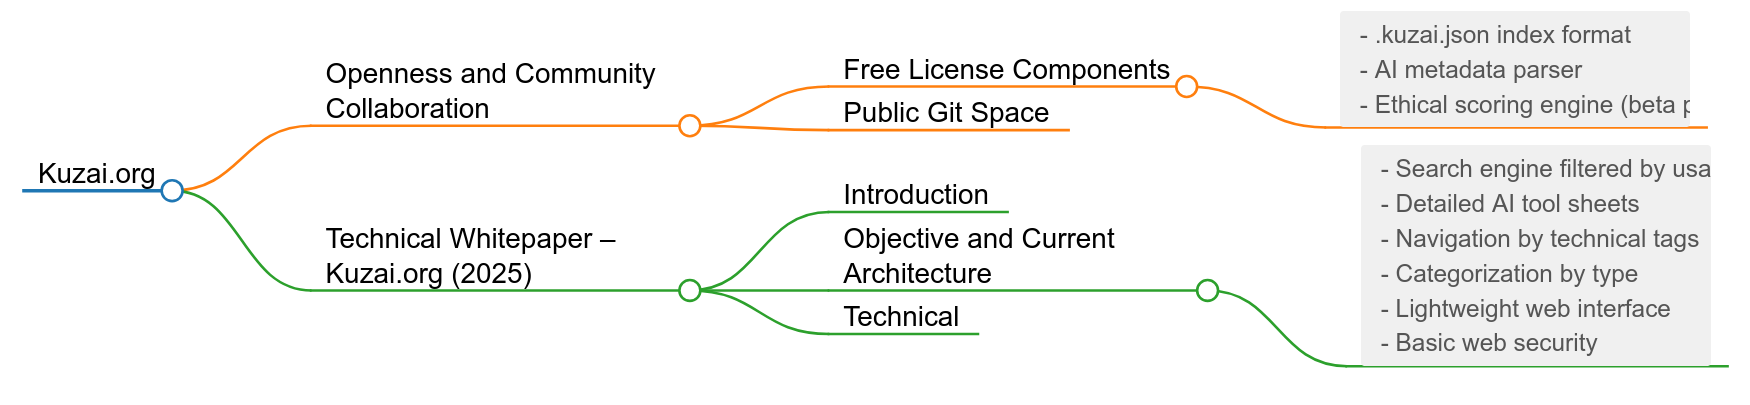 Kuzai.org
Openness and Community
Collaboration
Free License Components
- .kuzai.json index format
- AI metadata parser
- Ethical scoring engine (beta
Public Git Space
Technical Whitepaper –
Kuzai.org (2025)
Introduction
Objective and Current
Architecture
- Search engine filtered by usa
- Detailed AI tool sheets
- Navigation by technical tags
- Categorization by type
- Lightweight web interface
- Basic web security
Technical